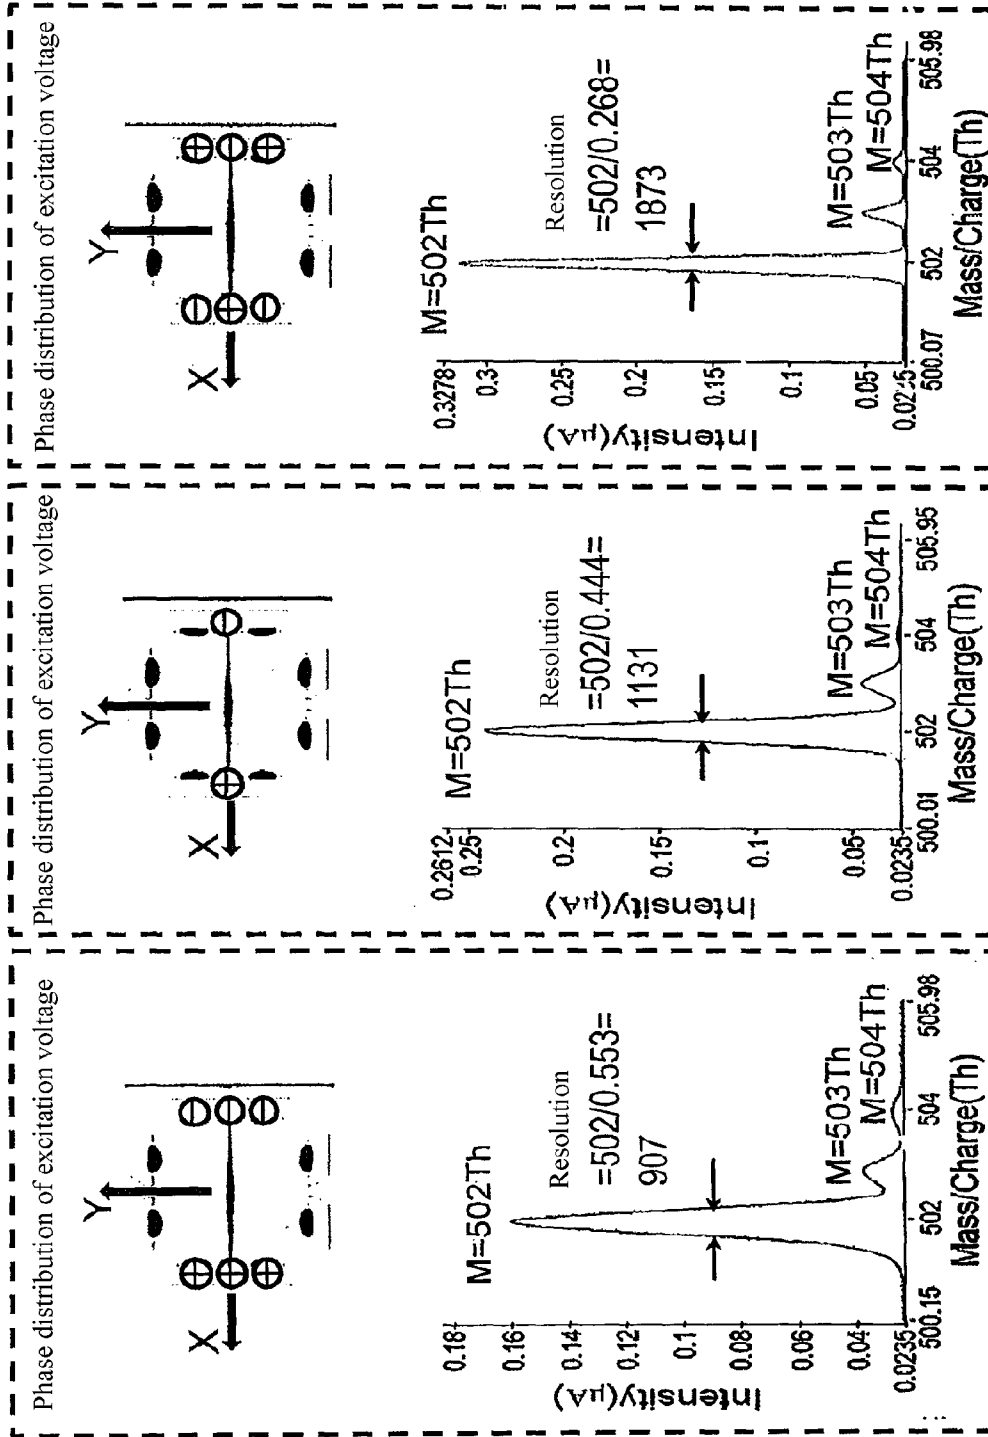 Phase distribution of excitation voltage
Y
X
M=502Th
Resolution
=502/0.553=
907
M=503Th
M=504Th
Intensity(μA)
0.18
0.16
0.14
0.12
0.1
0.08
0.06
0.04
0.0235
500.15
502
504
505.98
Mass/Charge(Th)
Phase distribution of excitation voltage
Y
X
M=502Th
Resolution
=502/0.444=
1131
M=503Th
M=504Th
Intensity(μA)
0.2612
0.25
0.2
0.15
0.1
0.05
0.0235
500.01
502
504
505.95
Mass/Charge(Th)
Phase distribution of excitation voltage
Y
X
M=502Th
Resolution
=502/0.268=
1873
M=503Th
M=504Th
Intensity(μA)
0.3278
0.3
0.25
0.2
0.15
0.1
0.05
0.0235
500.07
502
504
505.98
Mass/Charge(Th)